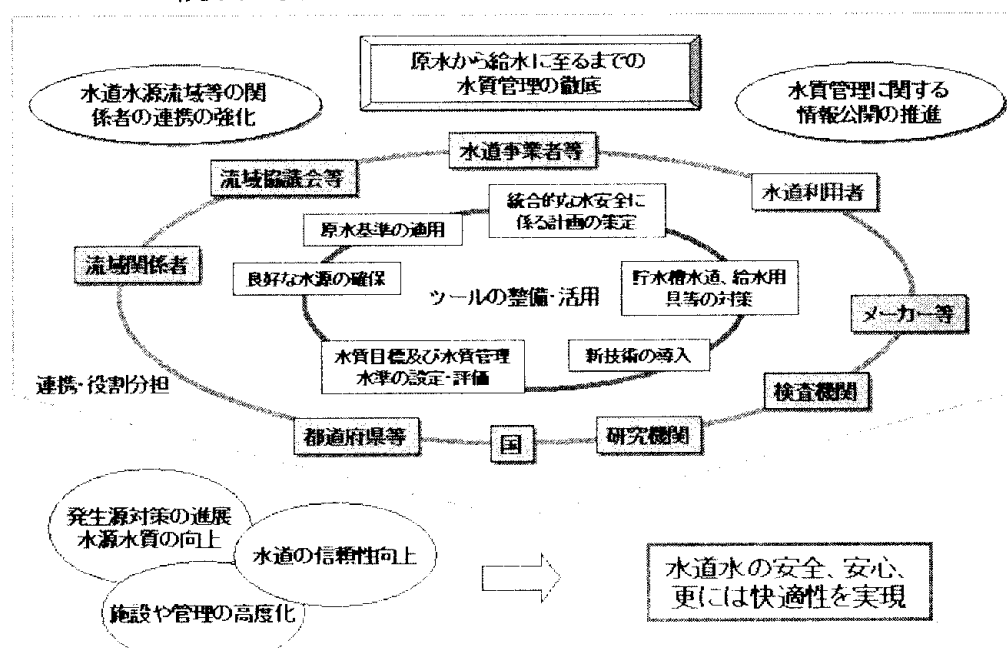 原水から給水に至るまでの
水質管理の徹底
水道水源流域等の関
係者の連携の強化
水質管理に関する
情報公開の推進
水道事業者等
流域協議会等
水道利用者
統合的な水安全に
係る計画の策定
原水基準の適用
流域関係者
良好な水源の確保
ツールの整備・活用
貯水槽水道、給水用
具等の対策
メーカー等
水質目標及び水質管理
水準の設定・評価
新技術の導入
連携・役割分担
検査機関
都道府県等
国
研究機関
発生源対策の進展
水源水質の向上
水道の信頼性向上
施設や管理の高度化
水道水の安全、安心、
更には快適性を実現